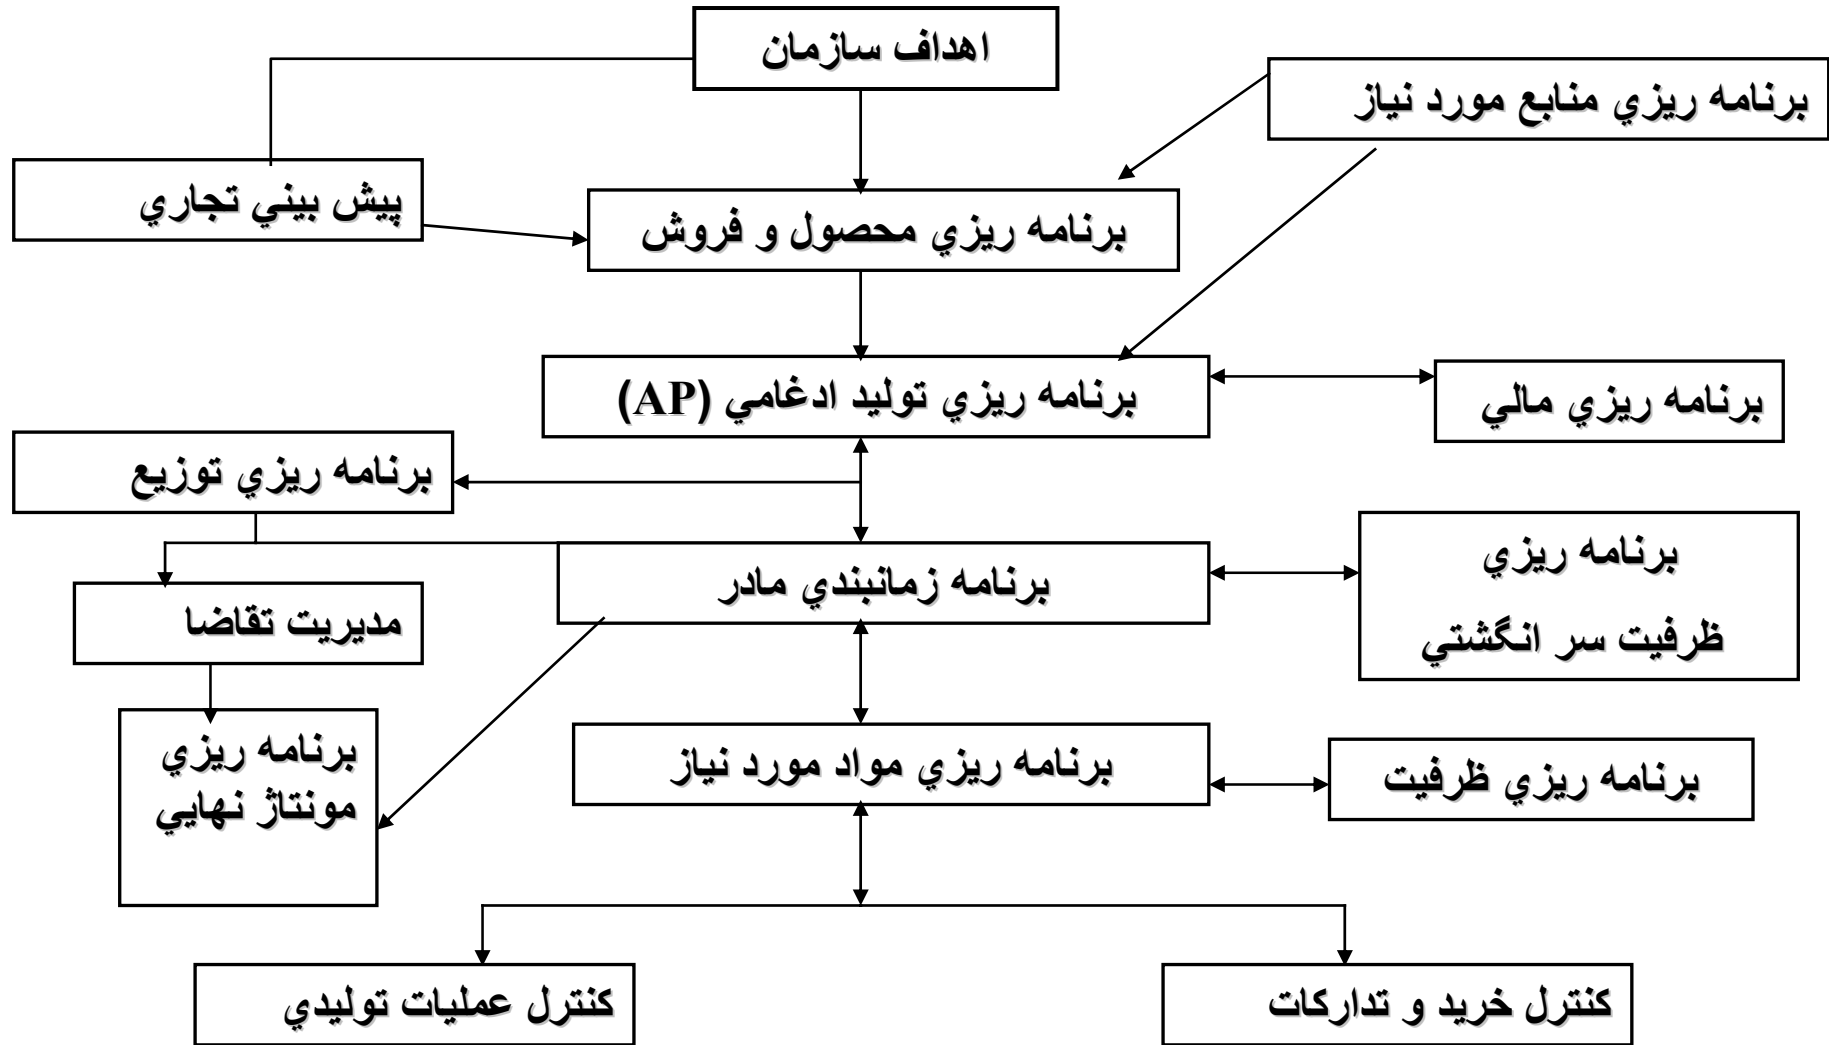 اهداف سازمان
برنامه ريزي منابع مورد نياز
پيش بيني تجاري
برنامه ريزي محصول و فروش
برنامه ريزي توليد ادغامي (AP)
برنامه ريزي مالي
برنامه ريزي توزيع
برنامه ريزي
ظرفيت سر انگشتي
برنامه زمانبندي مادر
مديريت تقاضا
برنامه ريزي
مونتاژ نهايي
برنامه ريزي مواد مورد نياز
برنامه ريزي ظرفيت
كنترل خريد و تداركات
كنترل عمليات توليدي